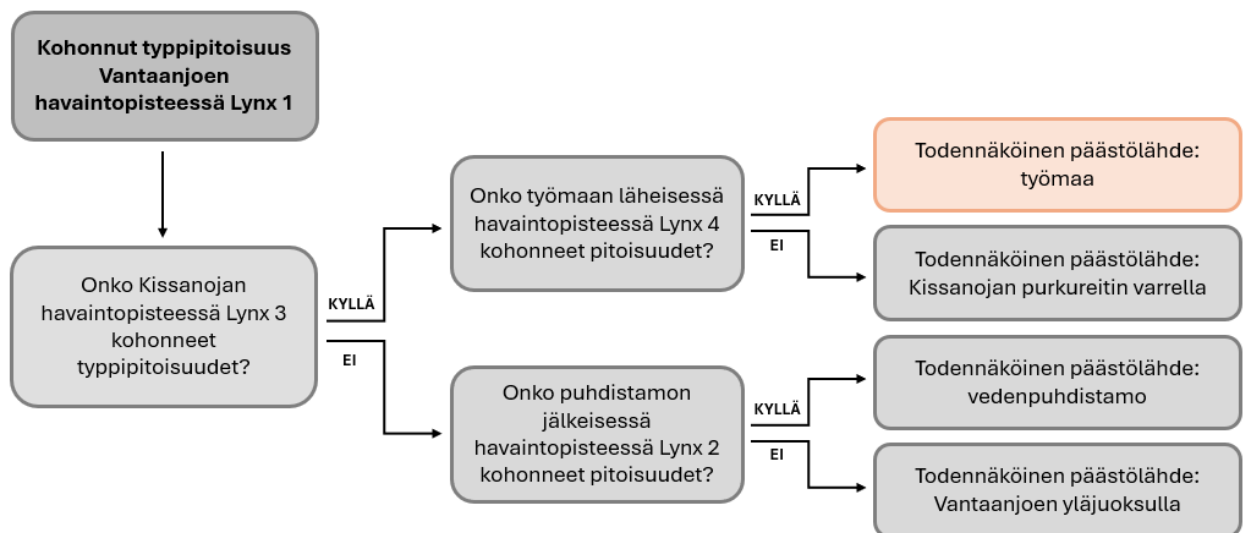 Kohonnut typpipitoisuus
Vantaanjoen
havaintopisteessä Lynx 1
Onko Kissanojan
havaintopisteessä Lynx 3
kohonneet
typpipitoisuudet?
KYLLÄ
EI
Onko työmaan läheisessä
havaintopisteessä Lynx 4
kohonneet pitoisuudet?
KYLLÄ
EI
Todennäköinen päästölähde:
työmaa
Todennäköinen päästölähde:
Kissanojan purkureitin varrella
Onko puhdistamon
jälkeisessä
havaintopisteessä Lynx 2
kohonneet pitoisuudet?
KYLLÄ
EI
Todennäköinen päästölähde:
vedenpuhdistamo
Todennäköinen päästölähde:
Vantaanjoen yläjuoksulla